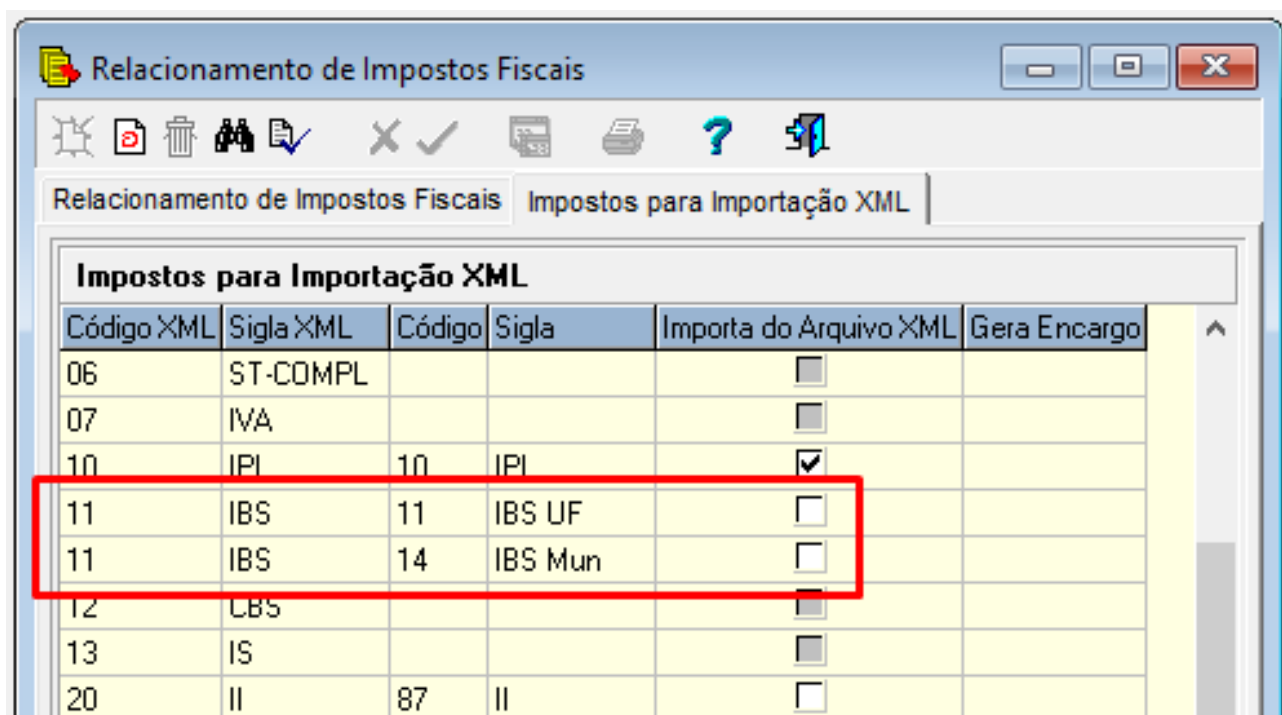 Relacionamento de Impostos Fiscais
Relacionamento de Impostos Fiscais Impostos para Importação XML
Impostos para Importação XML
Código XML Sigla XML Código Sigla Importa do Arquivo XML Gera Encargo
06 ST-COMPL
07 IVA
10 IPI 10 IPI
11 IBS 11 IBS UF
11 IBS 14 IBS Mun
12 CBS
13 IS
20 II 87 II